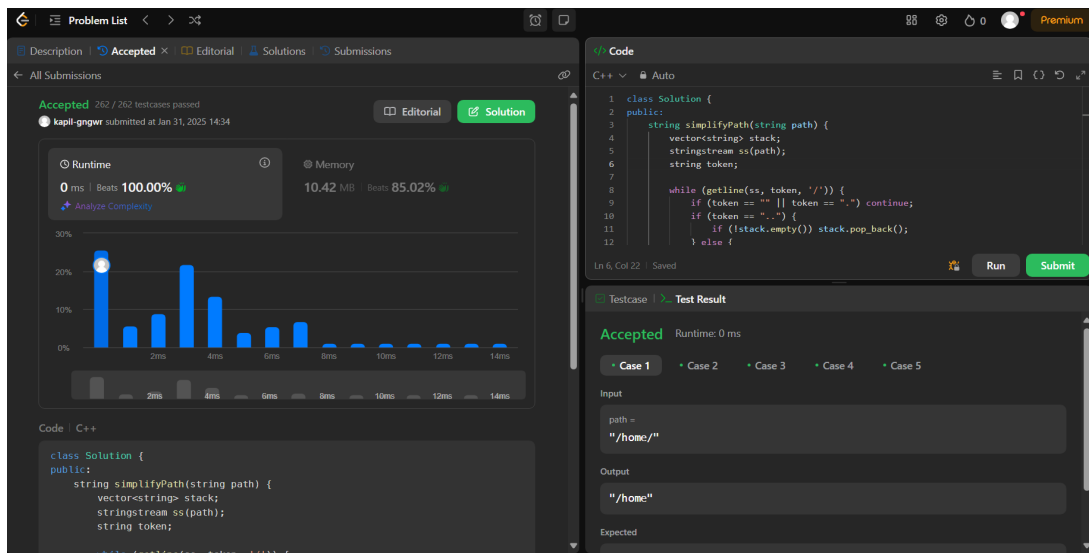 Problem List
0
Premium
Description | Accepted × | Editorial | Solutions | Submissions
All Submissions
Accepted 262 / 262 testcases passed
kapil-gngwr submitted at Jan 31, 2025 14:34
Editorial
Solution
Runtime
0 ms | Beats 100.00%
Analyze Complexity
Memory
10.42 MB | Beats 85.02%
30%
20%
10%
0%
2ms 4ms 6ms 8ms 10ms 12ms 14ms
2ms 4ms 6ms 8ms 10ms 12ms 14ms
Code | C++
class Solution {
public:
string simplifyPath(string path) {
vector<string> stack;
stringstream ss(path);
string token;
while (getline(ss, token, '/')) {
</> Code
C++ Auto
1 class Solution {
2 public:
3 string simplifyPath(string path) {
4 vector<string> stack;
5 stringstream ss(path);
6 string token;
7
8 while (getline(ss, token, '/')) {
9 if (token == "" || token == ".") continue;
10 if (token == "..") {
11 if (!stack.empty()) stack.pop_back();
12 } else {
Ln 6, Col 22 | Saved
Run
Submit
Testcase | >_ Test Result
Accepted Runtime: 0 ms
• Case 1 • Case 2 • Case 3 • Case 4 • Case 5
Input
path =
"/home/"
Output
"/home"
Expected